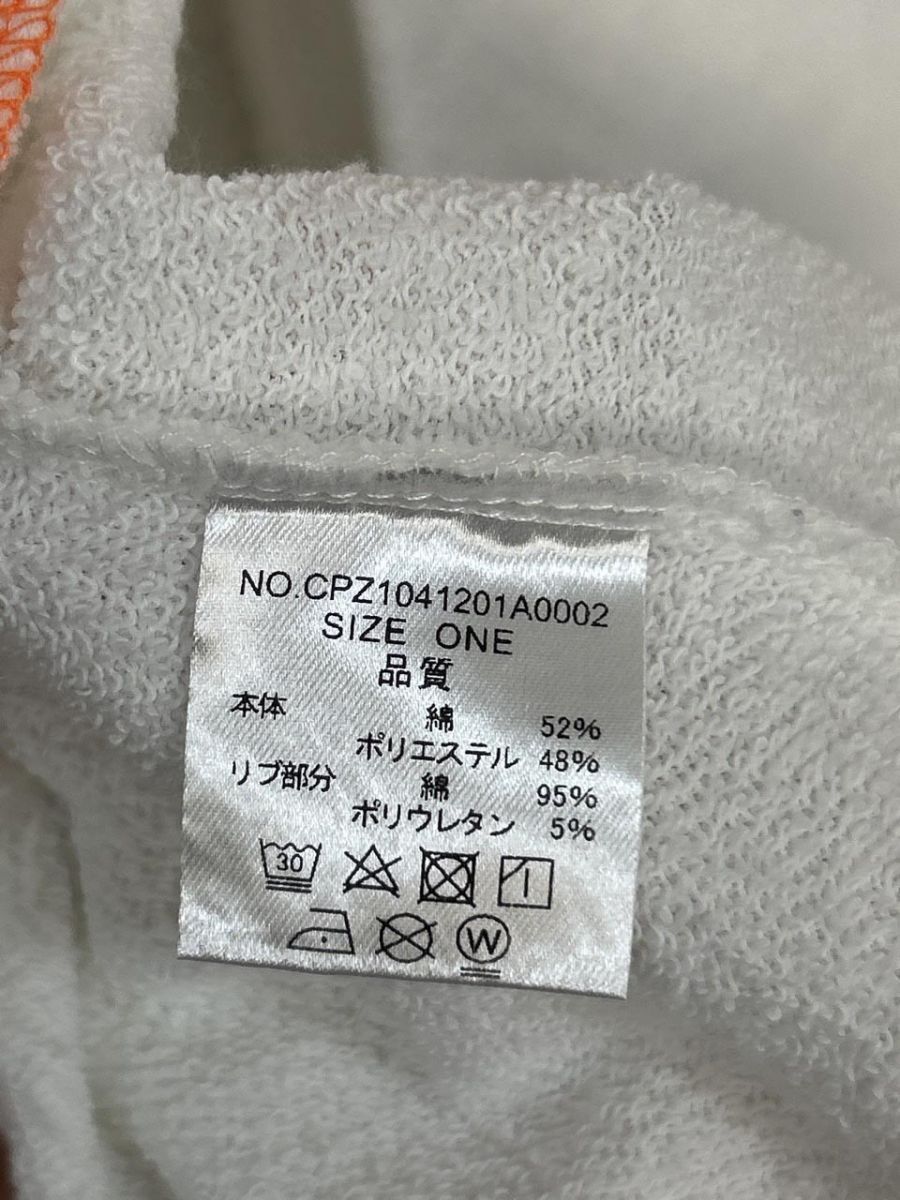 NO.CPZ1041201A0002
SIZE ONE
品質
本体 綿 52%
ポリエステル 48%
リブ部分 綿 95%
ポリウレタン 5%
30
W